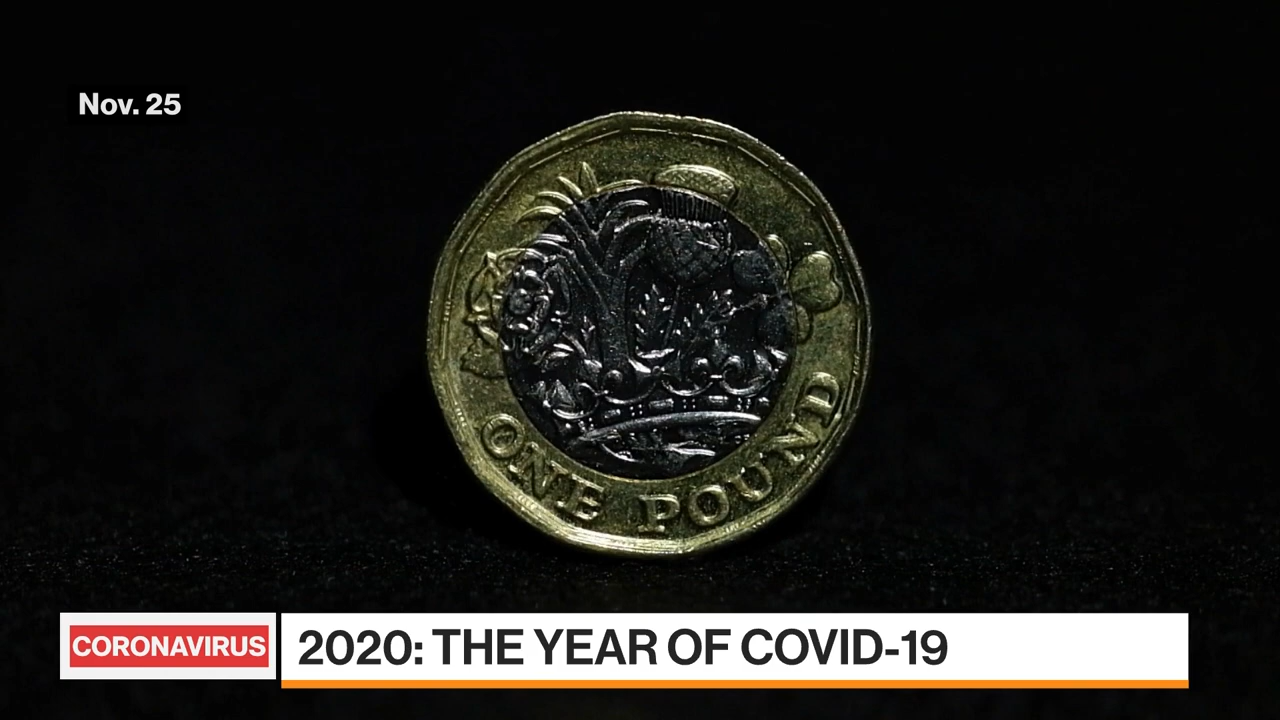 Nov. 25
ONE POUND
CORONAVIRUS
2020: THE YEAR OF COVID-19